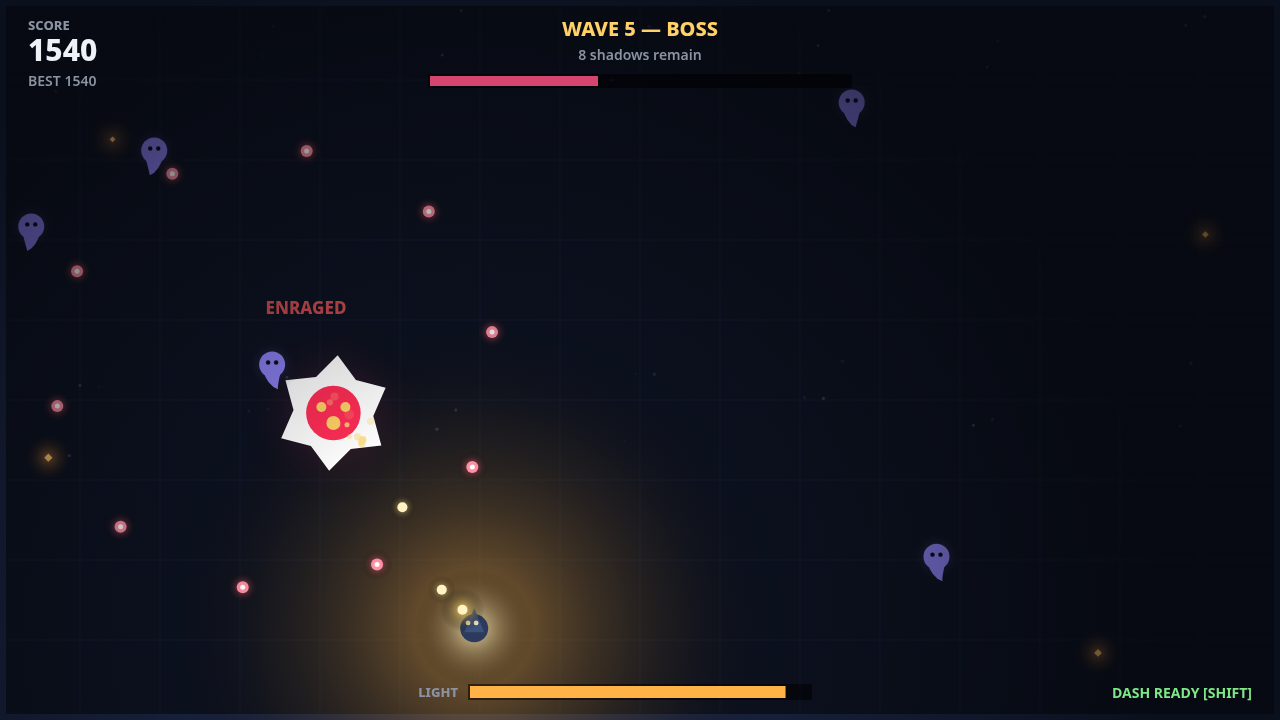 SCORE
1540
BEST 1540
WAVE 5 — BOSS
8 shadows remain
ENRAGED
LIGHT
DASH READY [SHIFT]